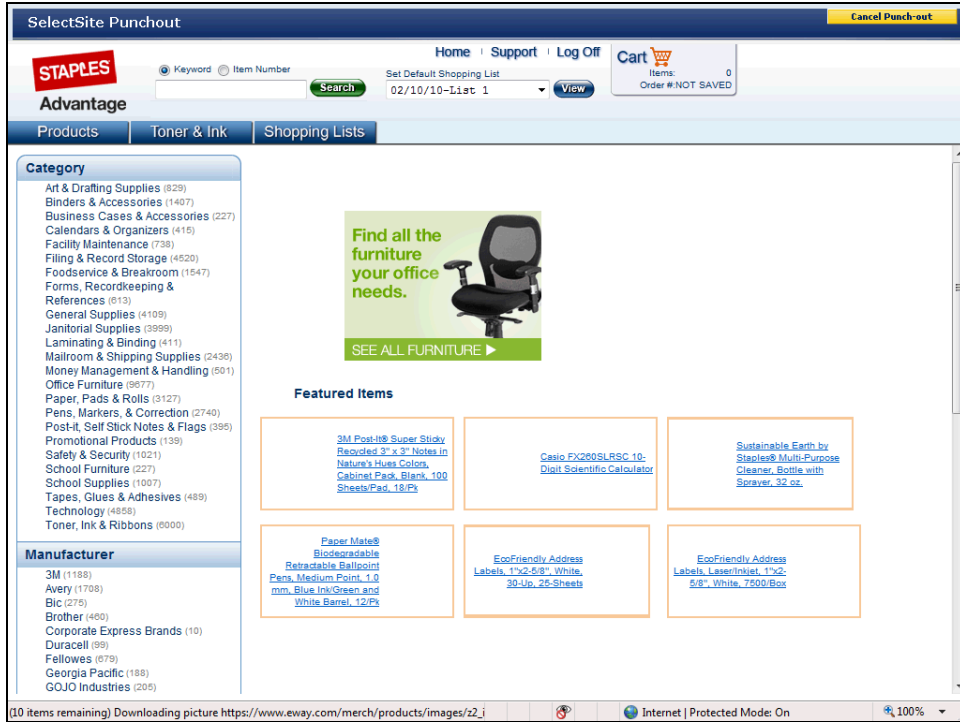 SelectSite Punchout
Cancel Punch-out
STAPLES
Advantage
Keyword Item Number
Search
Home Support Log Off
Set Default Shopping List
02/10/10-List 1
View
Cart
Items: 0
Order #:NOT SAVED
Products Toner & Ink Shopping Lists
Category
Art & Drafting Supplies (829)
Binders & Accessories (1407)
Business Cases & Accessories (227)
Calendars & Organizers (415)
Facility Maintenance (738)
Filing & Record Storage (4520)
Foodservice & Breakroom (1547)
Forms, Recordkeeping &
References (613)
General Supplies (4109)
Janitorial Supplies (3999)
Laminating & Binding (411)
Mailroom & Shipping Supplies (2436)
Money Management & Handling (501)
Office Furniture (9677)
Paper, Pads & Rolls (3127)
Pens, Markers, & Correction (2740)
Post-it, Self Stick
Notes & Flags (395)
Promotional Products (139)
Safety & Security (1021)
School Furniture (227)
School Supplies (1007)
Tapes, Glues & Adhesives (489)
Technology (4858)
Toner, Ink & Ribbons (6000)
Manufacturer
3M (1188)
Avery (1708)
Bic (275)
Brother (460)
Corporate Express Brands (10)
Duracell (99)
Fellowes (679)
Georgia Pacific (188)
GOJO Industries (205)
Find all the
furniture
your office
needs.
SEE ALL FURNITURE
Featured Items
3M Post-It® Super Sticky
Recycled 3" x 3" Notes in
Nature's Hues Colors,
Cabinet Pack, Blank, 100
Sheets/Pad, 18/Pk
Casio FX260SLRSC 10-
Digit Scientific Calculator
Sustainable Earth by
Staples® Multi-Purpose
Cleaner, Bottle with
Sprayer, 32 oz.
Paper Mate®
Biodegradable
Retractable Ballpoint
Pens, Medium Point, 1.0
mm, Blue Ink/Green and
White Barrel, 12/Pk
EcoFriendly Address
Labels, 1"x2-5/8", White,
30-Up, 25-Sheets
EcoFriendly Address
Labels, Laser/Inkjet, 1"x2-
5/8", White, 7500/Box
(10 items remaining) Downloading picture https://www.eway.com/merch/products/images/z2_i
Internet | Protected Mode: On
100%